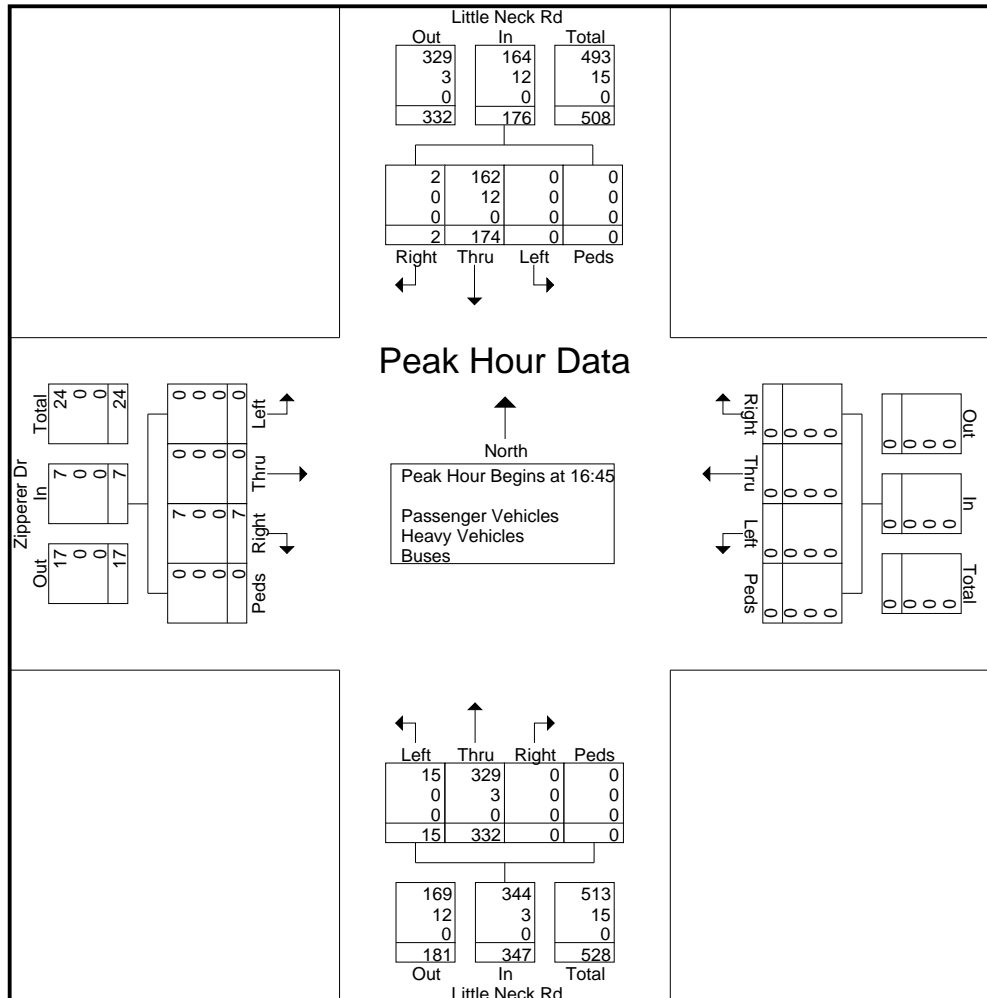 Little Neck Rd
Out In Total
329 164 493
3 12 15
0 0 0
332 176 508
2 162 0 0
0 12 0 0
0 0 0 0
2 174 0 0
Right Thru Left Peds
Peak Hour Data
North
Peak Hour Begins at 16:45
Passenger Vehicles
Heavy Vehicles
Buses
Zipperer Dr
Out In Total
17 7 24
0 0 0
0 0 0
17 7 24
Peds Right Thru Left
0 7 0 0
0 0 0 0
0 0 0 0
0 7 0 0
Out In Total
0 0 0
0 0 0
0 0 0
0 0 0
Right Thru Left Peds
0 0 0 0
0 0 0 0
0 0 0 0
0 0 0 0
Left Thru Right Peds
15 329 0 0
0 3 0 0
0 0 0 0
15 332 0 0
169 344 513
12 3 15
0 0 0
181 347 528
Out In Total
Little Neck Rd